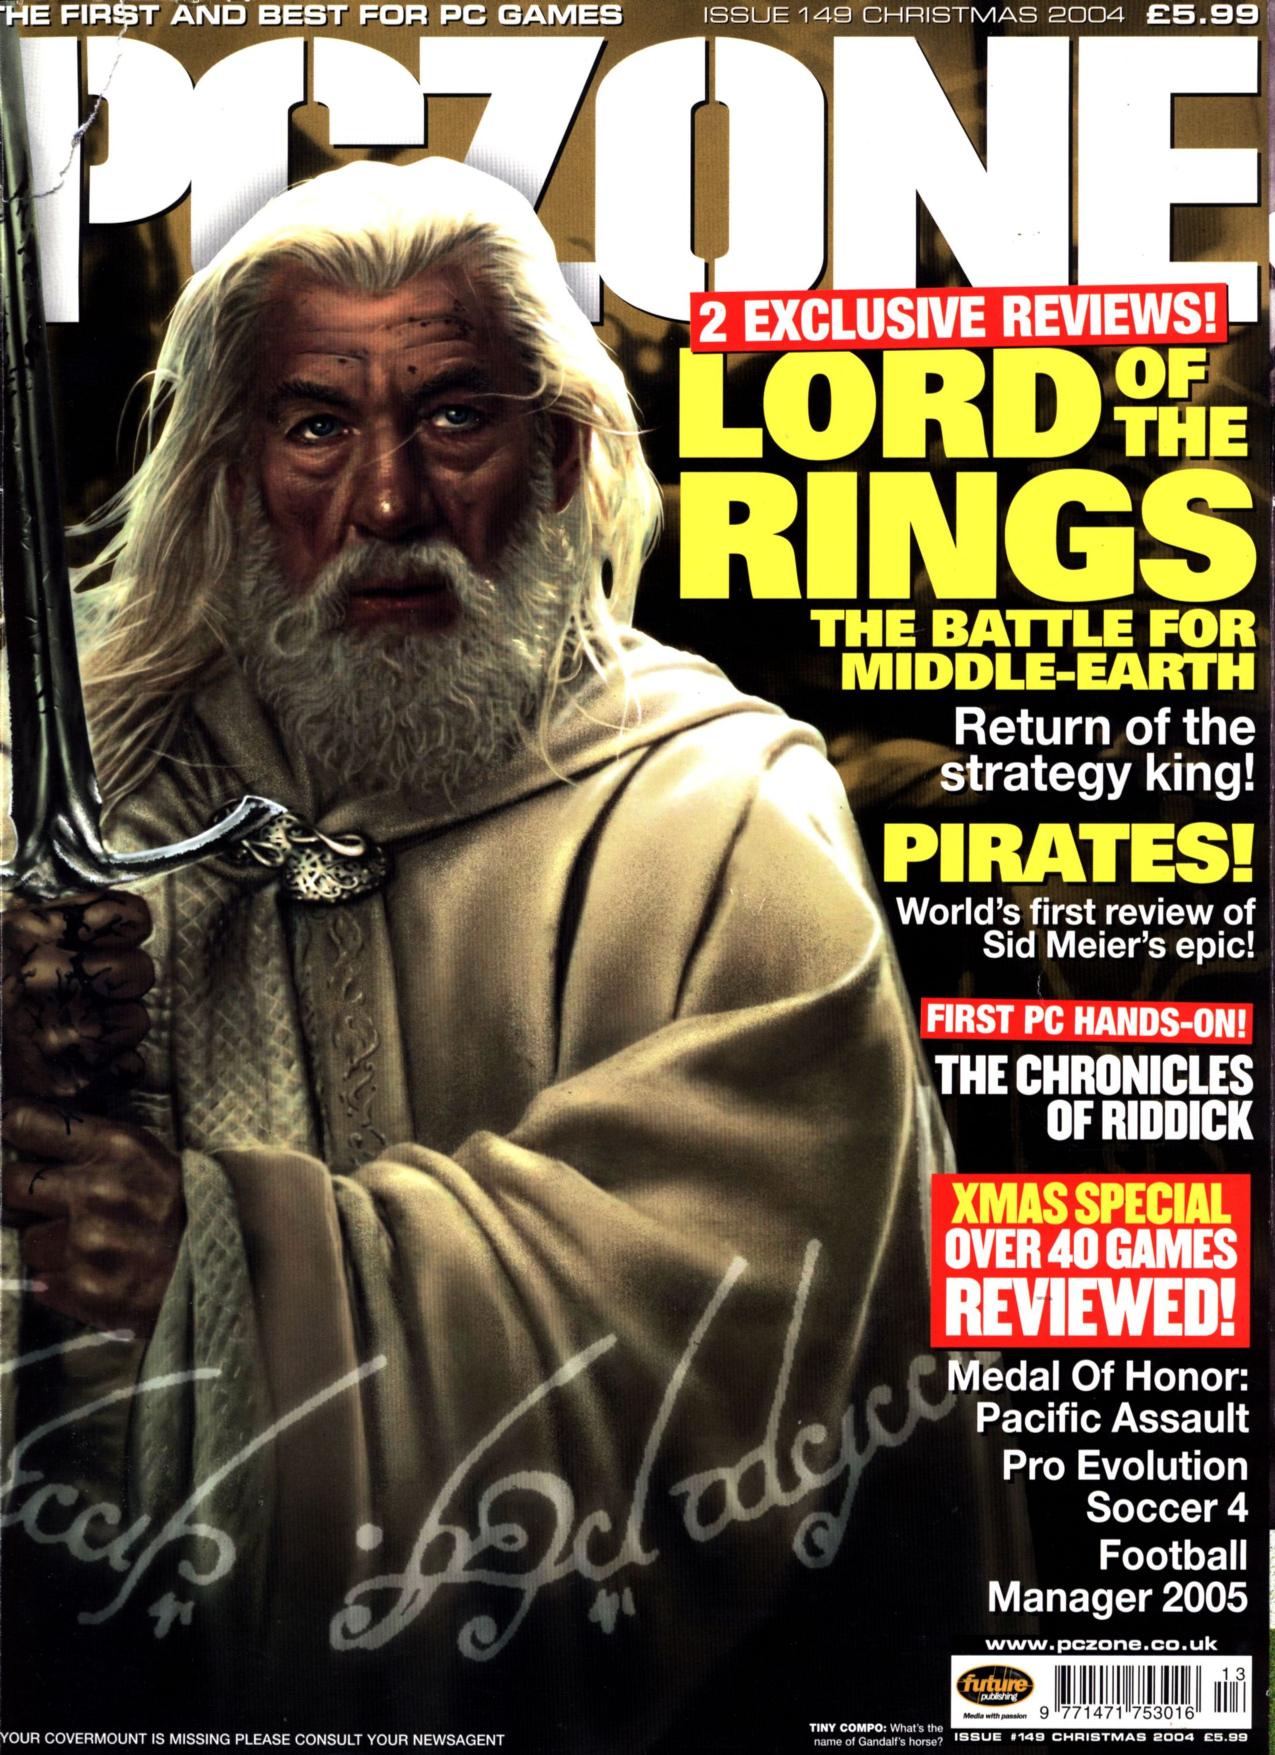 THE FIRST AND BEST FOR PC GAMES
ISSUE 149 CHRISTMAS 2004 £5.99
PCZONE
2 EXCLUSIVE REVIEWS!
LORD OF THE
RINGS
THE BATTLE FOR
MIDDLE-EARTH
Return of the
strategy king!
PIRATES!
World's first review of
Sid Meier's epic!
FIRST PC HANDS-ON!
THE CHRONICLES
OF RIDDICK
XMAS SPECIAL
OVER 40 GAMES
REVIEWED!
Medal Of Honor:
Pacific Assault
Pro Evolution
Soccer 4
Football
Manager 2005
www.pczone.co.uk
future
publishing
Media with passion
13
9 771471 753016
YOUR COVERMOUNT IS MISSING PLEASE CONSULT YOUR NEWSAGENT
TINY COMPO: What's the
name of Gandalf's horse?
ISSUE #149 CHRISTMAS 2004 £5.99